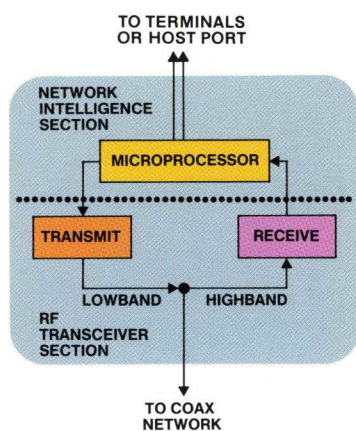 TO TERMINALS
OR HOST PORT
NETWORK
INTELLIGENCE
SECTION
MICROPROCESSOR
TRANSMIT
RECEIVE
LOWBAND
HIGHBAND
RF
TRANSCEIVER
SECTION
TO COAX
NETWORK